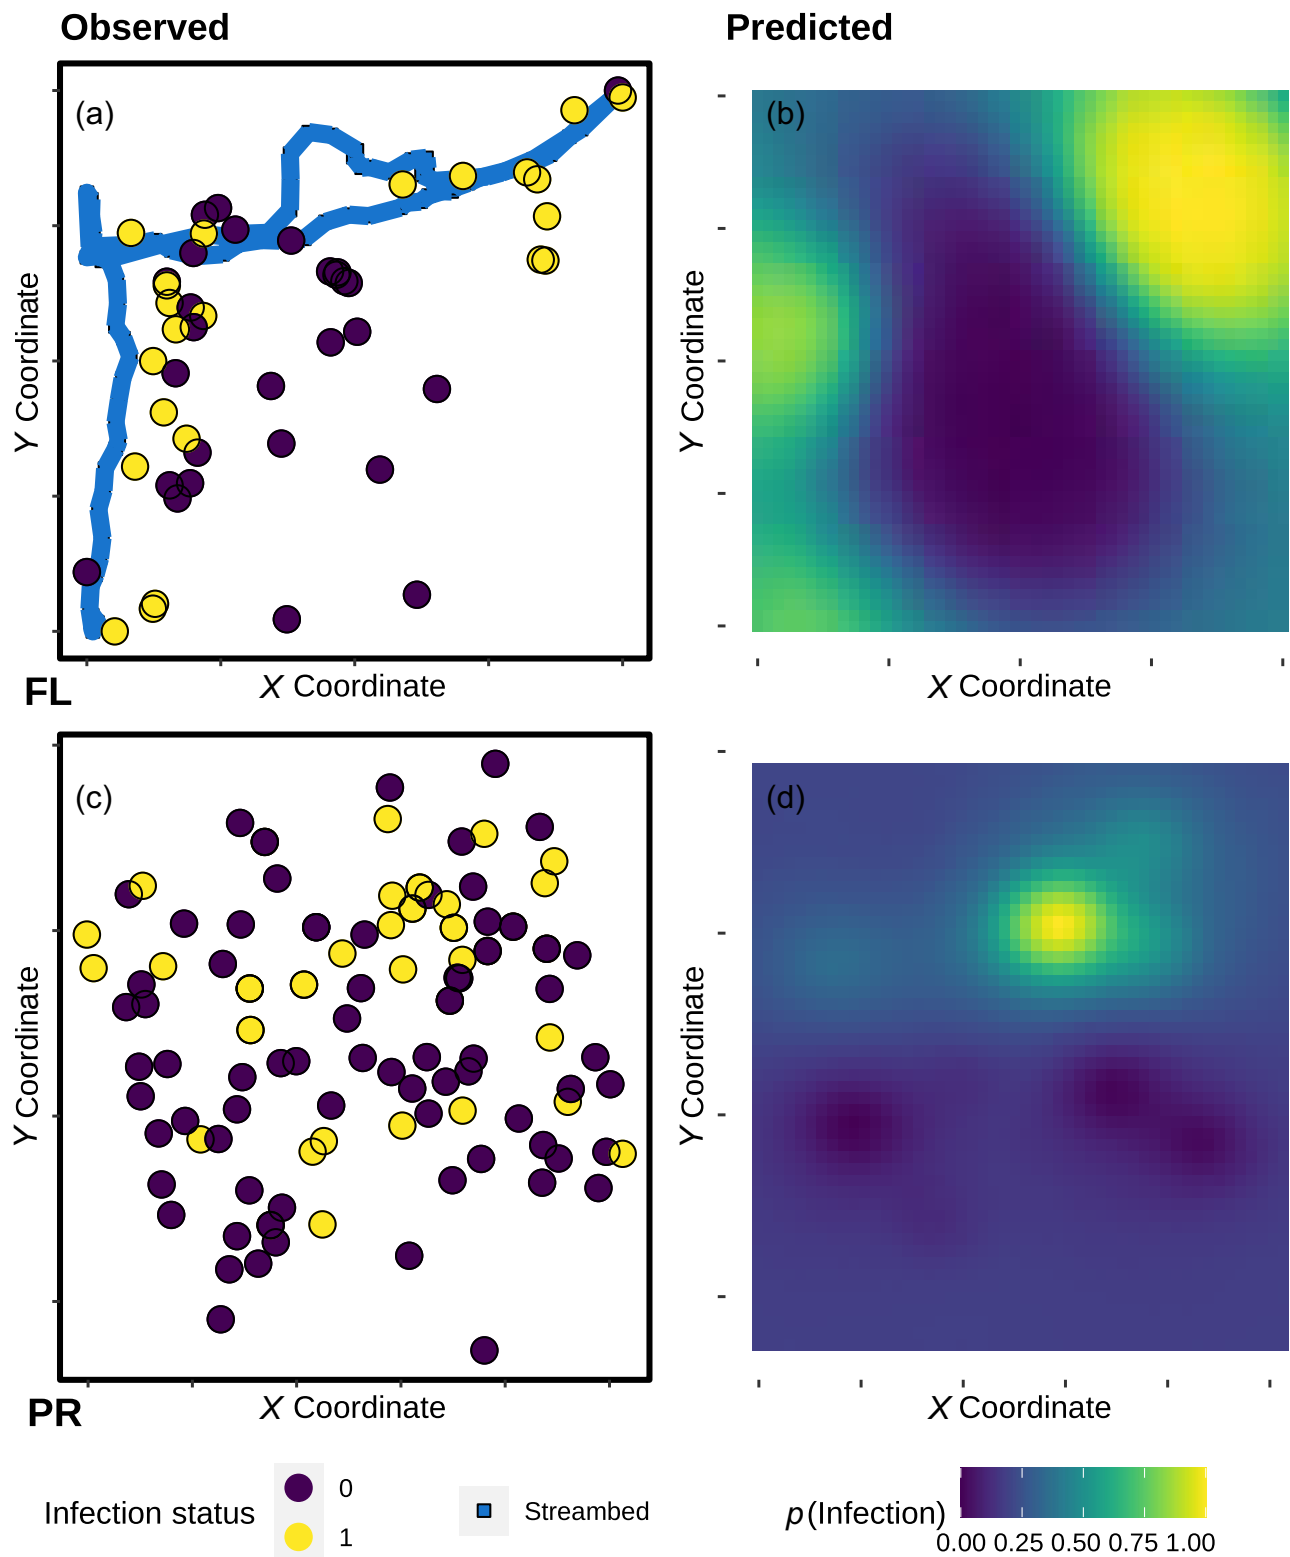 Observed
Predicted
(a)
(b)
Y Coordinate
Y Coordinate
X Coordinate
X Coordinate
FL
(c)
(d)
Y Coordinate
Y Coordinate
X Coordinate
X Coordinate
PR
Infection status
0
1
Streambed
p(Infection)
0.00 0.25 0.50 0.75 1.00